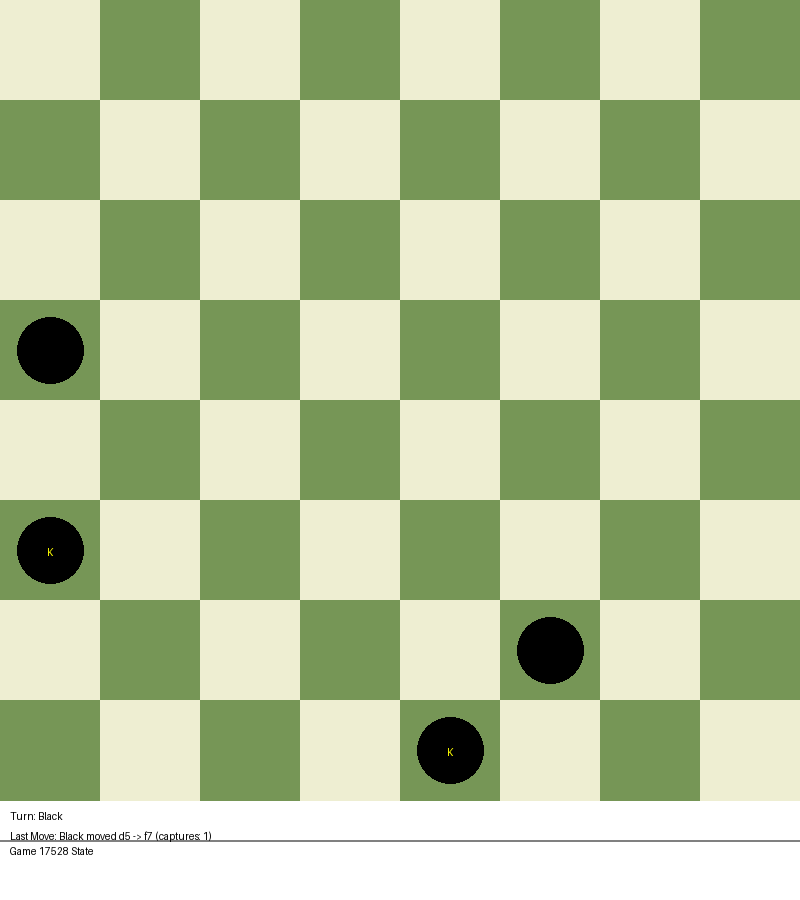 K
K
Turn: Black
Last Move: Black moved d5 -> f7 (captures: 1)
Game 17528 State